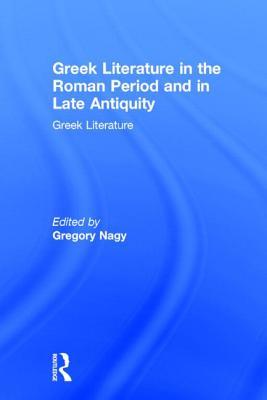 Greek Literature in the
Roman Period and in
Late Antiquity
Greek Literature
Edited by
Gregory Nagy
ROUTLEDGE